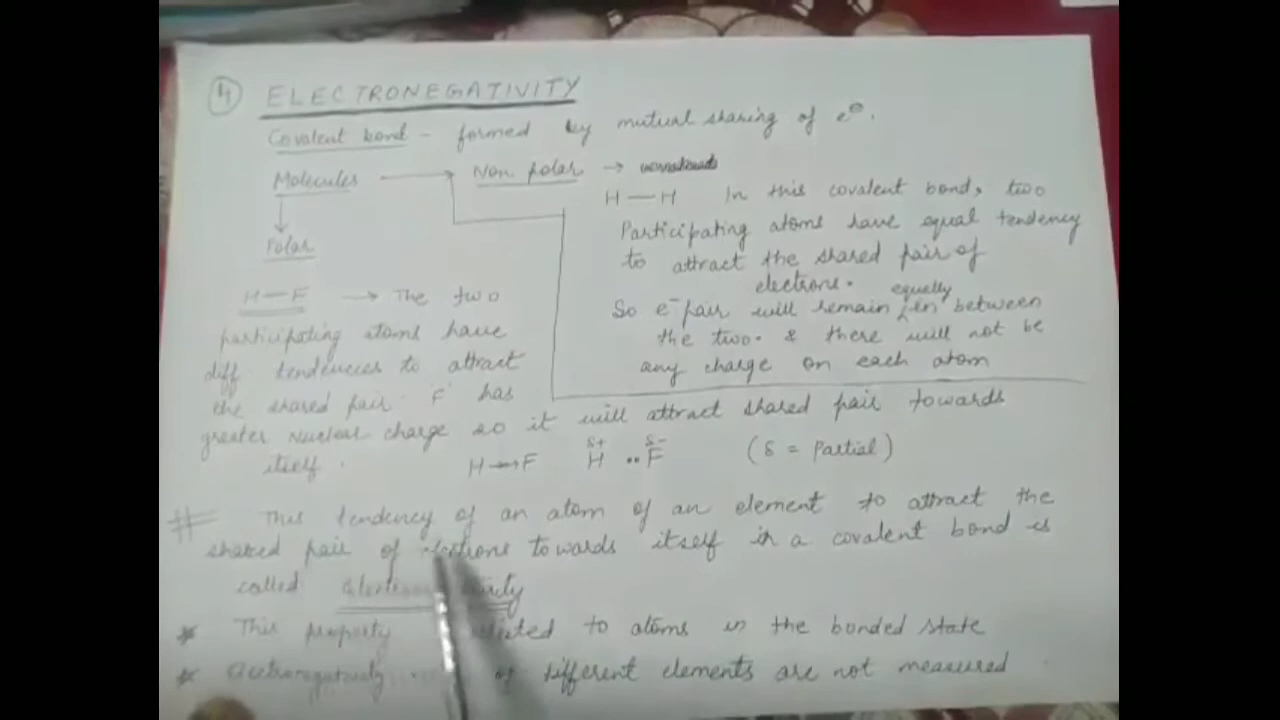 4 ELECTRONEGATIVITY
Covalent bond - formed by mutual sharing of e⊖.
Molecules → Non polar →
Polar
H—H In this covalent bond, two
Participating atoms have equal tendency
to attract the shared pair of
electrons.
So e⁻ pair will remain equally in between
the two. & there will not be
any charge on each atom
H—F → The two
participating atoms have
diff tendencies to attract
the shared pair. F has
greater nuclear charge so it will attract shared pair towards
itself.
H→F δ+ H •• δ- F (δ = Partial)
# This tendency of an atom of an element to attract the
shared pair of electrons towards itself in a covalent bond is
called
* This property to atoms in the bonded state
* Electronegativity of different elements are not measured